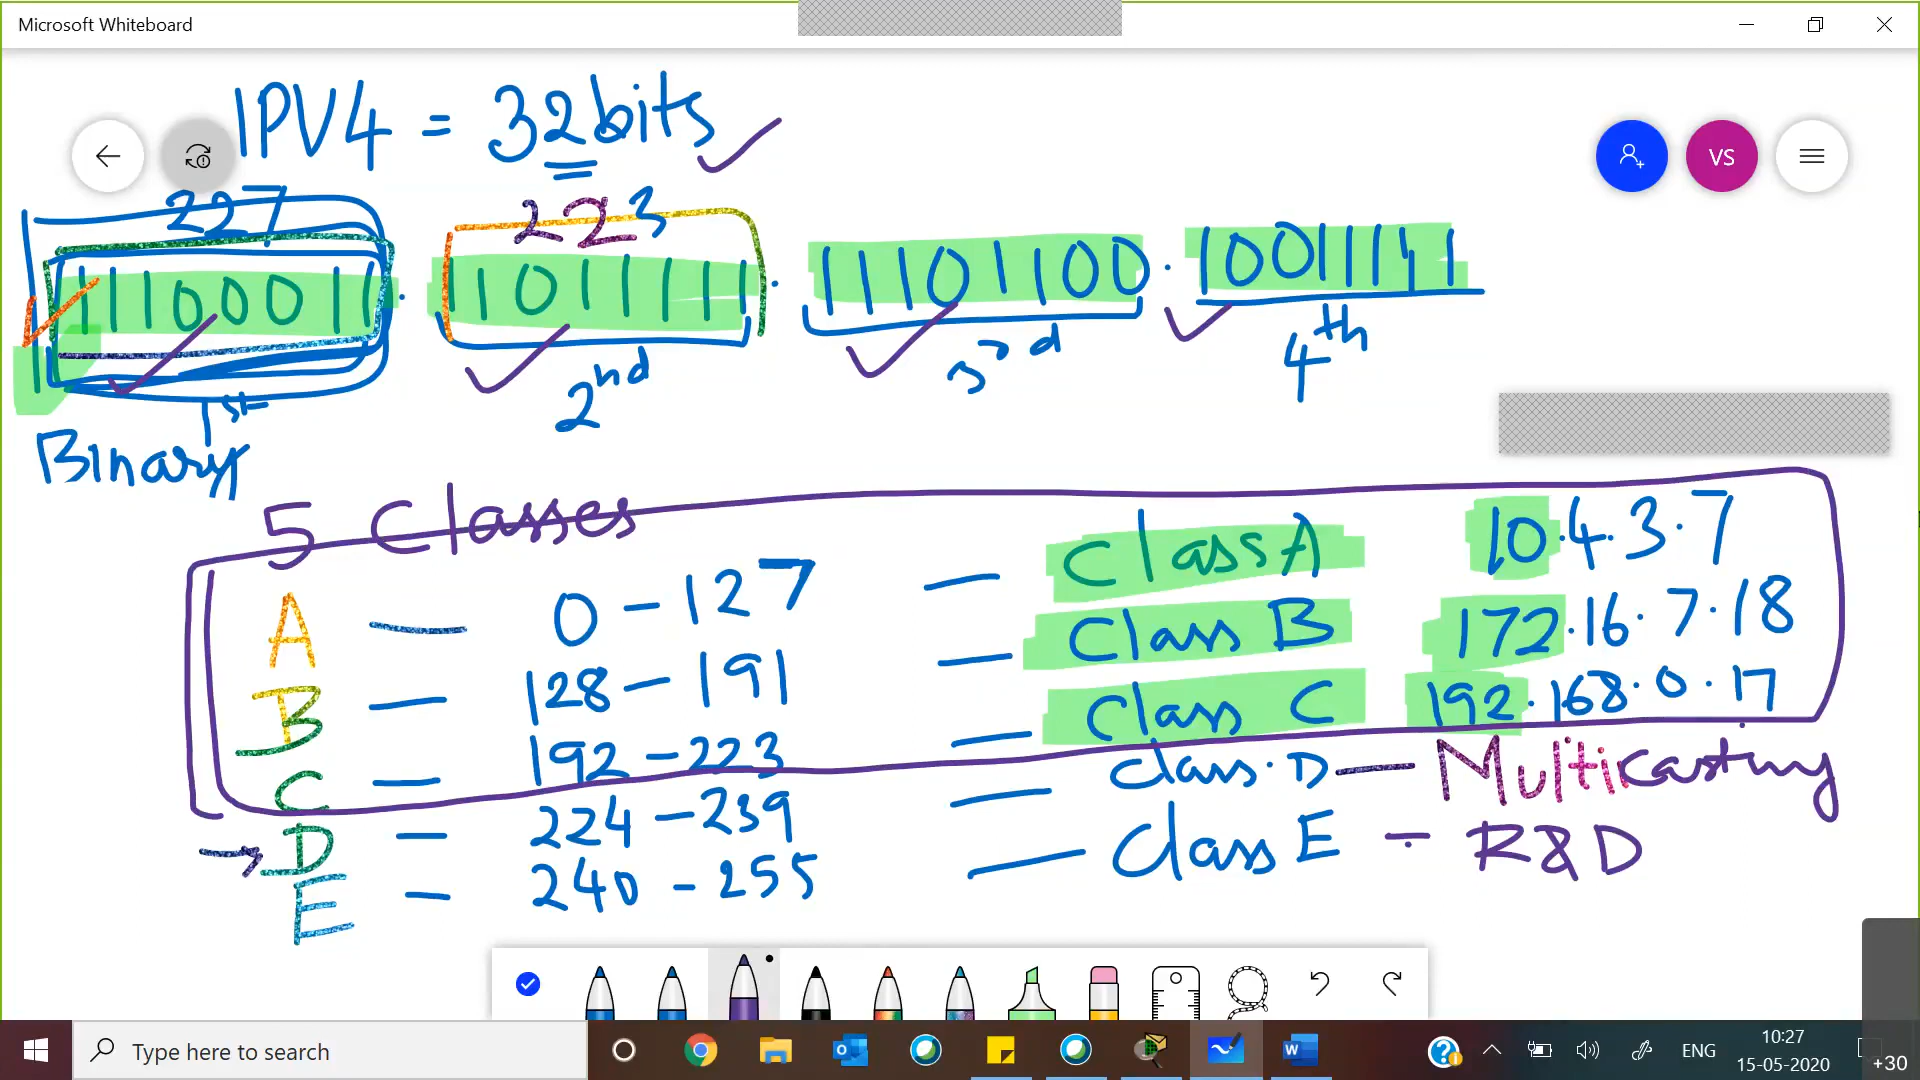 Microsoft Whiteboard
IPV4 = 32 bits
VS
227 223
11100011 . 11011111 . 11101100 . 10011111
1st 2nd 3rd 4th
Binary
5 Classes
A — 0 - 127 — Class A 10.4.3.7
B — 128 - 191 — Class B 172.16.7.18
C — 192 - 223 — Class C 192.168.0.17
D — 224 - 239 — Class. D — Multicasting
E — 240 - 255 — Class E - R&D
Type here to search
ENG
10:27
15-05-2020
+30